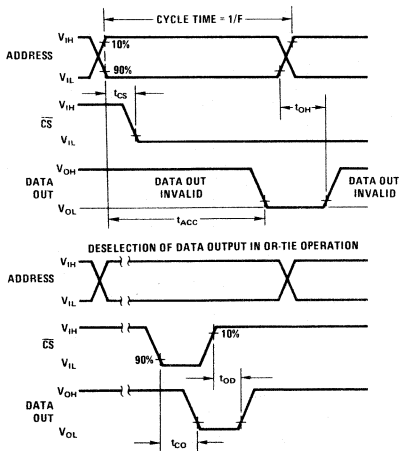 CYCLE TIME = 1/F
VIH
10%
ADDRESS
90%
VIL
tCS
VIH
tOH
CS
VIL
VOH
DATA OUT
DATA OUT INVALID
DATA OUT INVALID
VOL
tACC
DESELECTION OF DATA OUTPUT IN OR-TIE OPERATION
VIH
ADDRESS
VIL
VIH
10%
CS
VIL
90%
tOD
VOH
DATA OUT
VOL
tCO